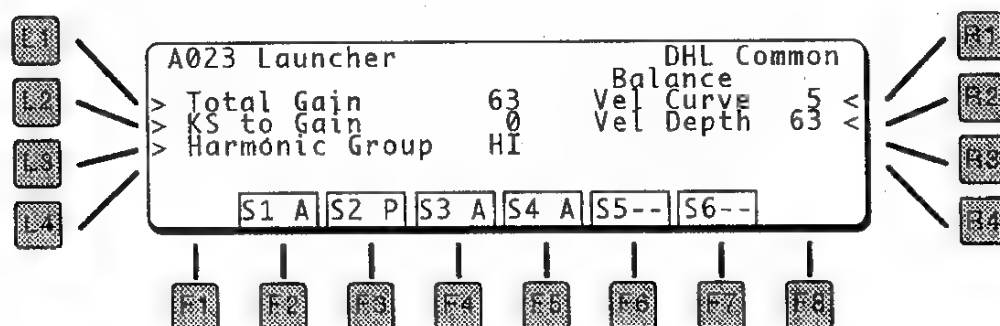 L1
L2
L3
L4
A023 Launcher DHL Common
Balance
> Total Gain 63 Vel Curve 5 <
> KS to Gain 0 Vel Depth 63 <
> Harmonic Group HI
S1 A S2 P S3 A S4 A S5-- S6--
F1 F2 F3 F4 F5 F6 F7 F8
R1
R2
R3
R4